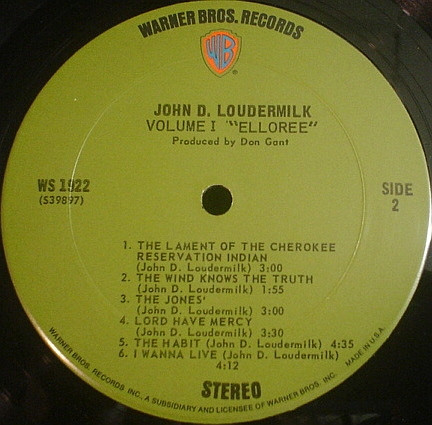 WARNER BROS. RECORDS
WB
®
JOHN D. LOUDERMILK
VOLUME I "ELLOREE"
Produced by Don Gant
WS 1922
(S39897)
SIDE
2
1. THE LAMENT OF THE CHEROKEE
RESERVATION INDIAN
(John D. Loudermilk) 3:00
2. THE WIND KNOWS THE TRUTH
(John D. Loudermilk) 1:55
3. THE JONES'
(John D. Loudermilk) 3:00
4. LORD HAVE MERCY
(John D. Loudermilk) 3:30
5. THE HABIT (John D. Loudermilk) 4:35
6. I WANNA LIVE (John D. Loudermilk)
4:12
STEREO
WARNER BROS. RECORDS INC., A SUBSIDIARY AND LICENSEE OF WARNER BROS. INC. MADE IN U.S.A.